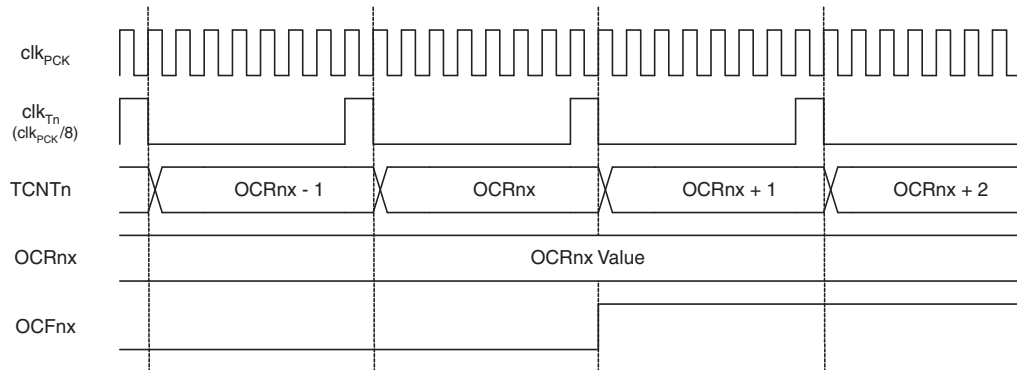 clkPCK
clkTn
(clkPCK/8)
TCNTn OCRnx - 1 OCRnx OCRnx + 1 OCRnx + 2
OCRnx OCRnx Value
OCFnx